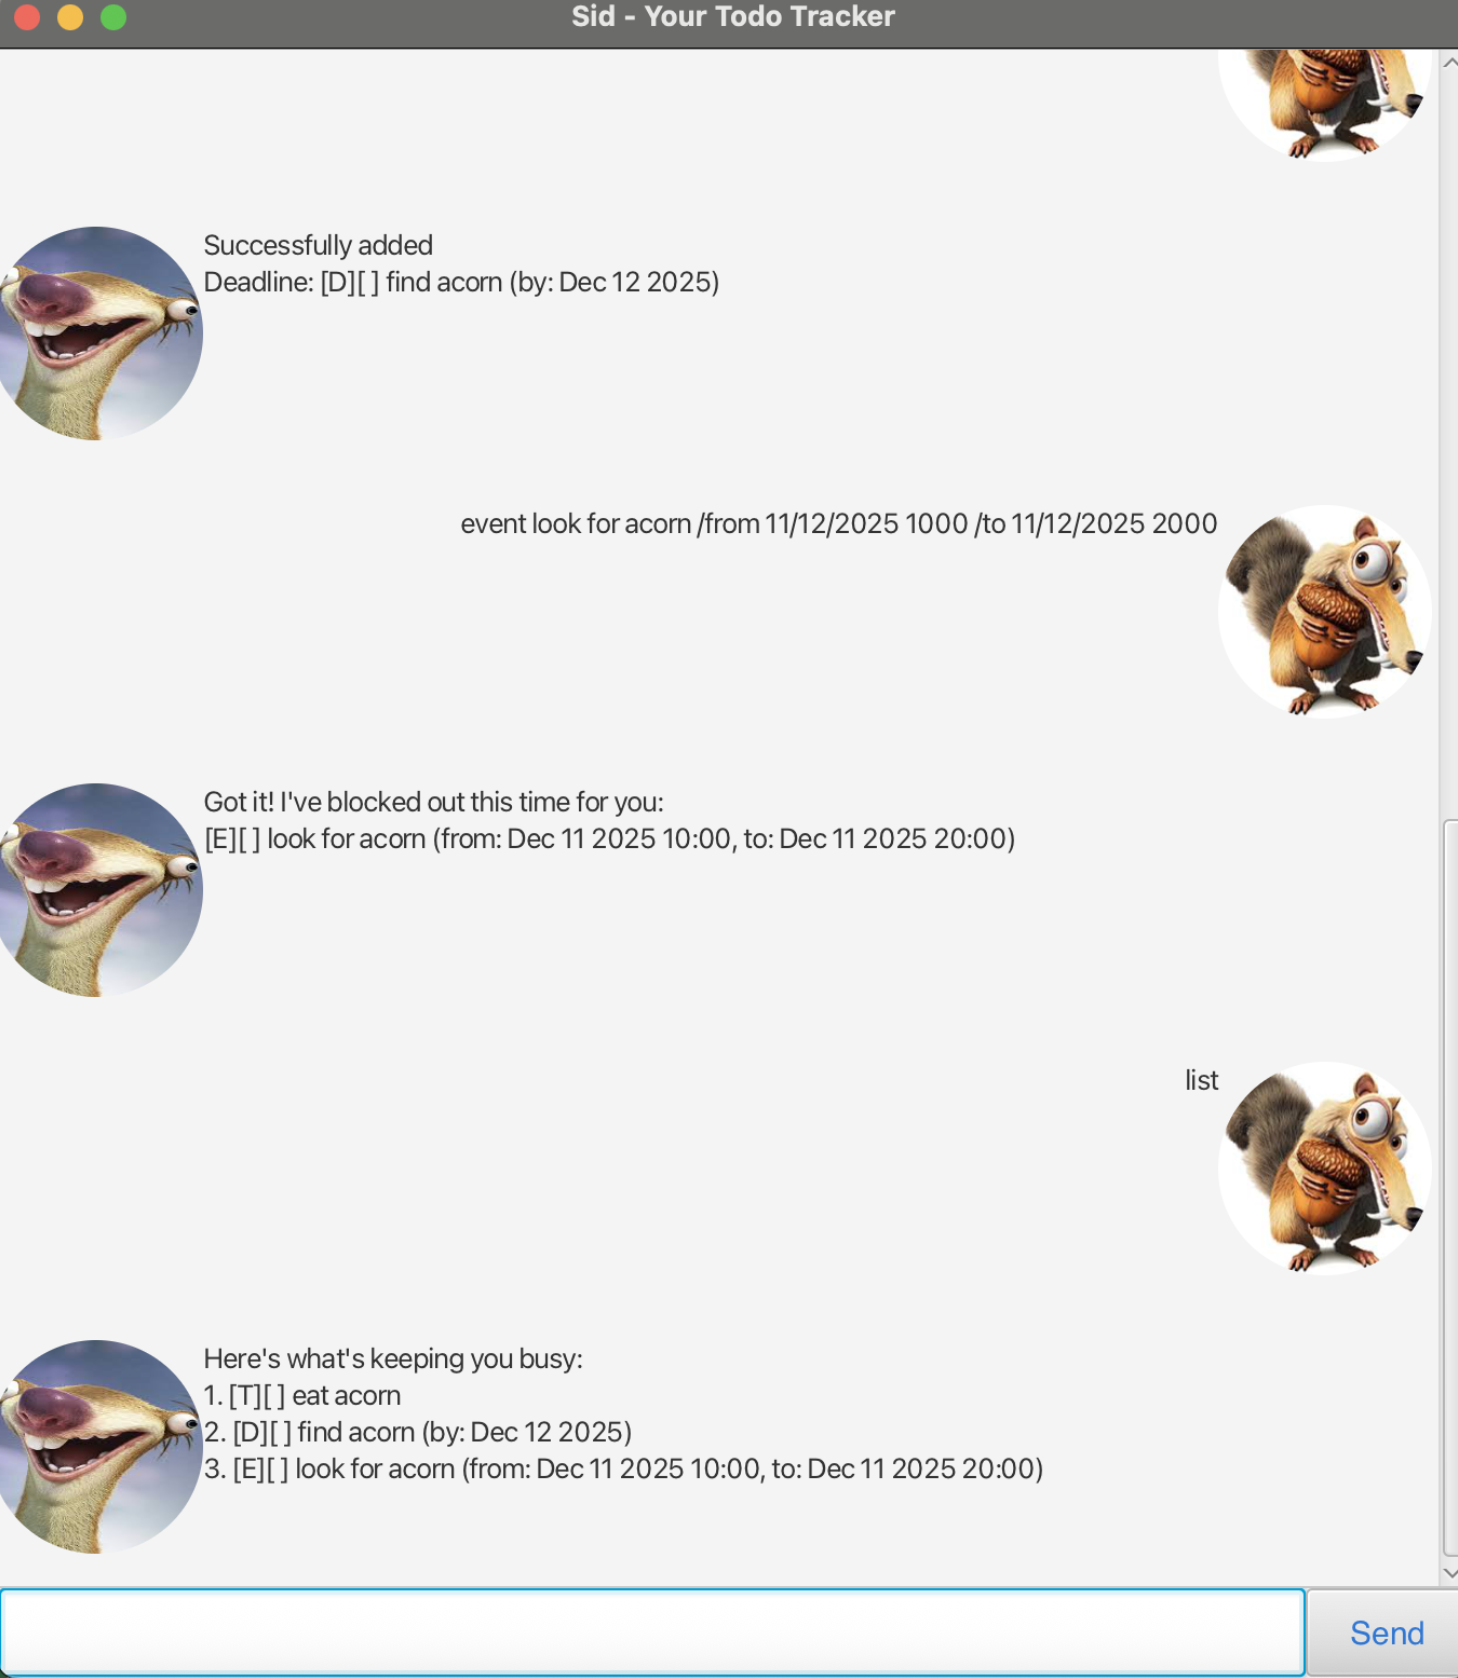 Sid - Your Todo Tracker
Successfully added
Deadline: [D][ ] find acorn (by: Dec 12 2025)
event look for acorn /from 11/12/2025 1000 /to 11/12/2025 2000
Got it! I've blocked out this time for you:
[E][ ] look for acorn (from: Dec 11 2025 10:00, to: Dec 11 2025 20:00)
list
Here's what's keeping you busy:
1. [T][ ] eat acorn
2. [D][ ] find acorn (by: Dec 12 2025)
3. [E][ ] look for acorn (from: Dec 11 2025 10:00, to: Dec 11 2025 20:00)
Send